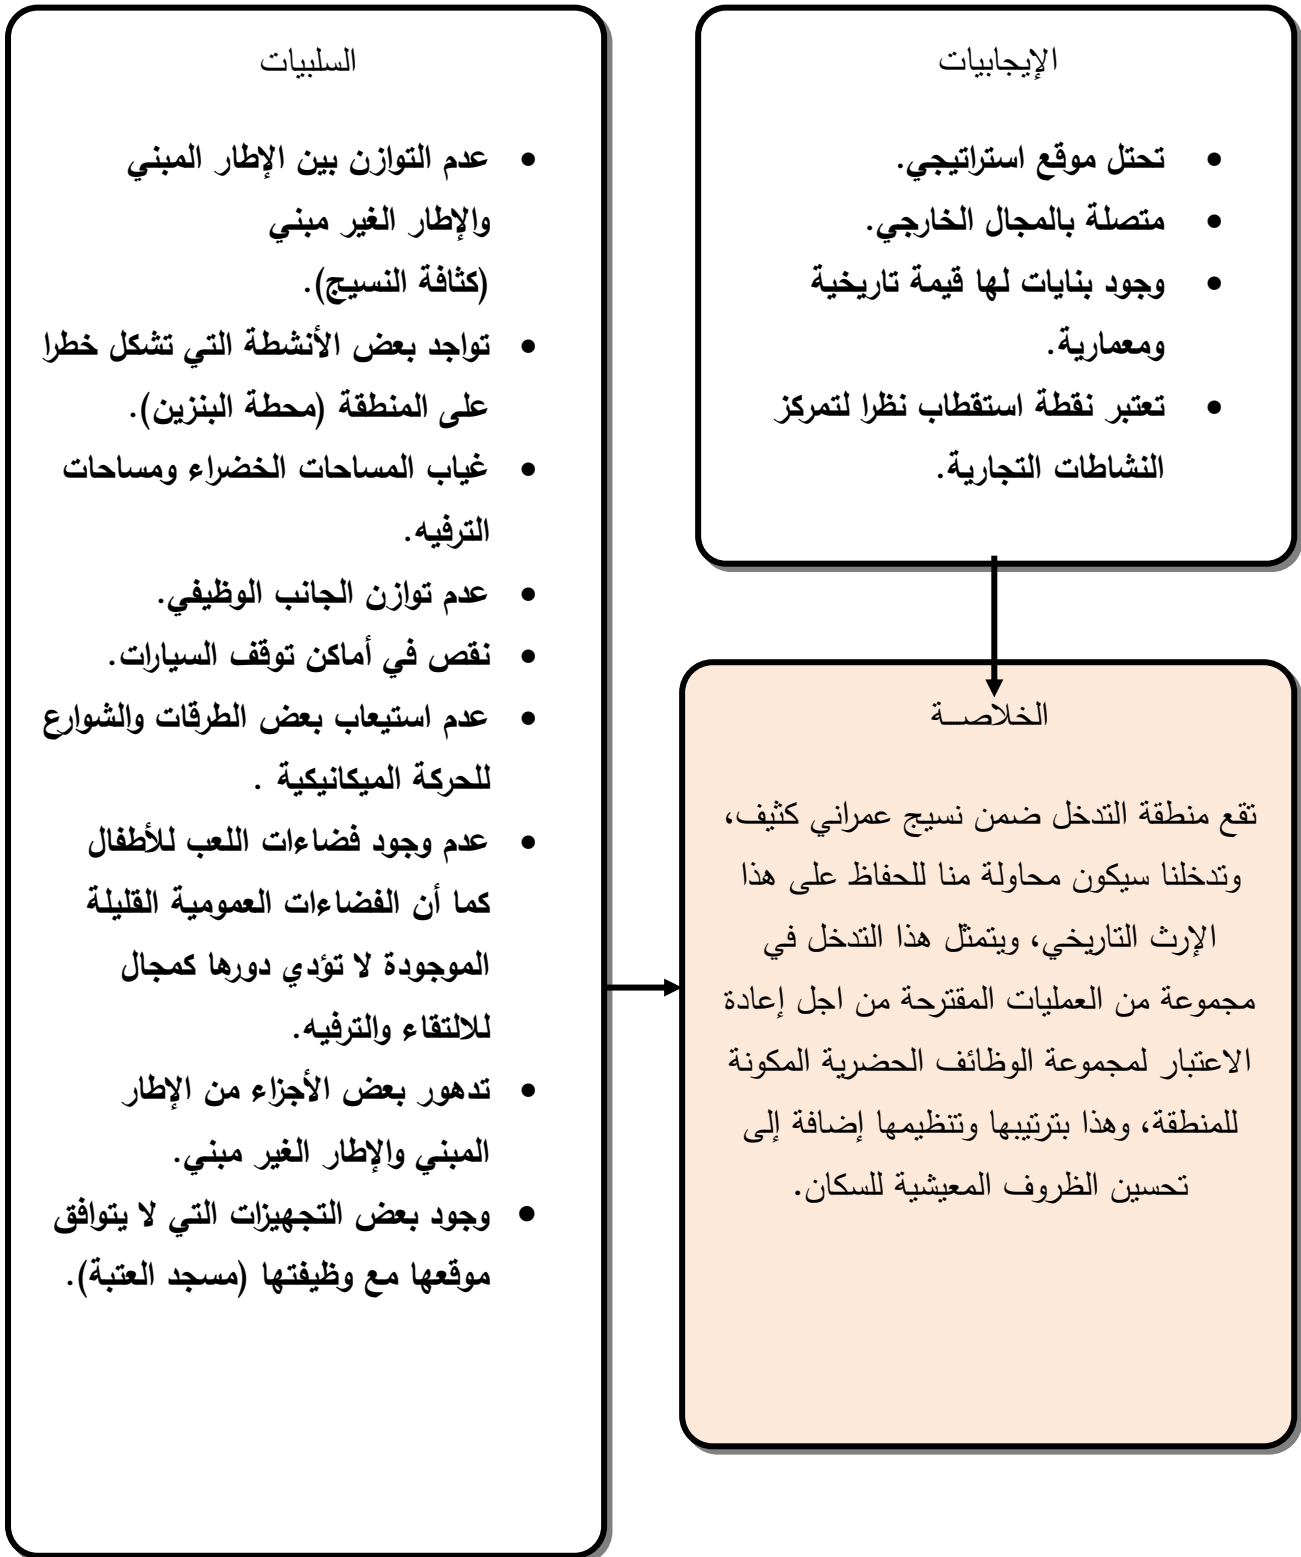 الإيجابيات
• تحتل موقع استراتيجي.
• متصلة بالمجال الخارجي.
• وجود بنايات لها قيمة تاريخية
ومعمارية.
• تعتبر نقطة استقطاب نظرا لتمركز
النشاطات التجارية.
السلبيات
• عدم التوازن بين الإطار المبني
والإطار الغير مبني
(كثافة النسيج).
• تواجد بعض الأنشطة التي تشكل خطرا
على المنطقة (محطة البنزين).
• غياب المساحات الخضراء ومساحات
الترفيه.
• عدم توازن الجانب الوظيفي.
• نقص في أماكن توقف السيارات.
• عدم استيعاب بعض الطرقات والشوارع
للحركة الميكانيكية .
• عدم وجود فضاءات اللعب للأطفال
كما أن الفضاءات العمومية القليلة
الموجودة لا تؤدي دورها كمجال
للالتقاء والترفيه.
• تدهور بعض الأجزاء من الإطار
المبني والإطار الغير مبني.
• وجود بعض التجهيزات التي لا يتوافق
موقعها مع وظيفتها (مسجد العتبة).
الخلاصــة
تقع منطقة التدخل ضمن نسيج عمراني كثيف،
وتدخلنا سيكون محاولة منا للحفاظ على هذا
الإرث التاريخي، ويتمثل هذا التدخل في
مجموعة من العمليات المقترحة من اجل إعادة
الاعتبار لمجموعة الوظائف الحضرية المكونة
للمنطقة، وهذا بترتيبها وتنظيمها إضافة إلى
تحسين الظروف المعيشية للسكان.